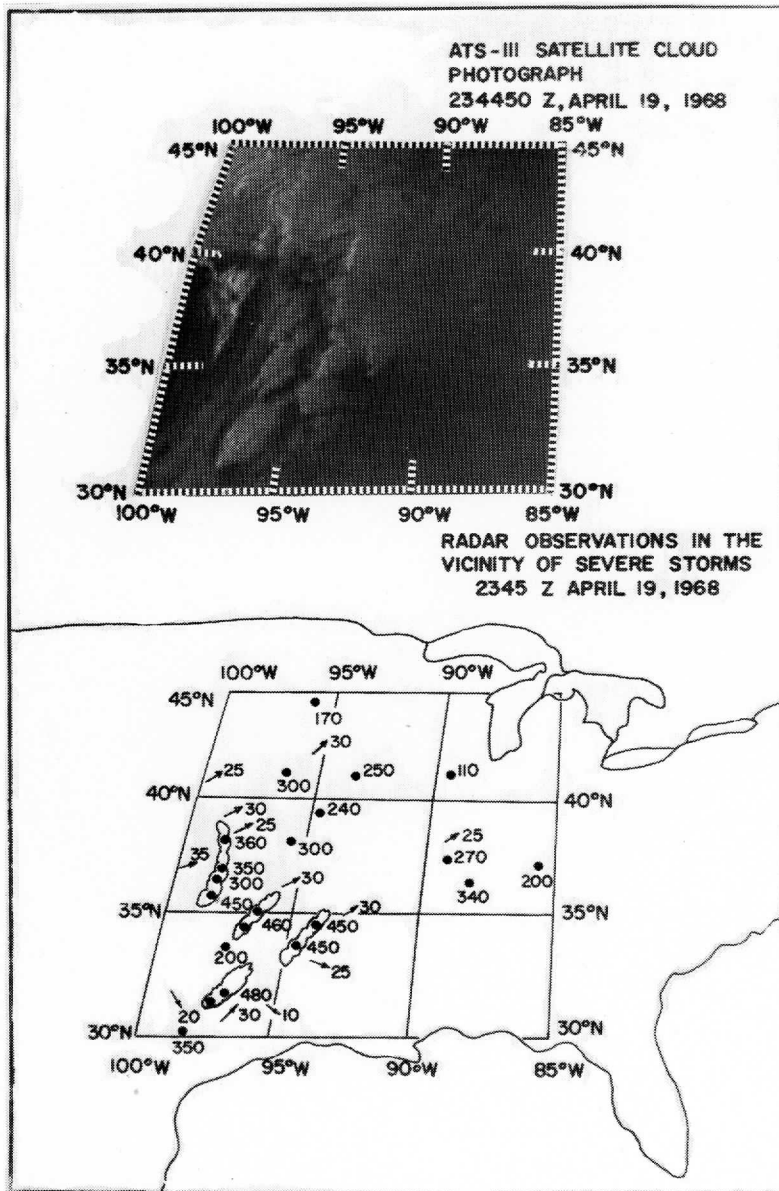 ATS-III SATELLITE CLOUD
PHOTOGRAPH
234450 Z, APRIL 19, 1968
100°W 95°W 90°W 85°W
45°N 45°N
40°N 40°N
35°N 35°N
30°N 30°N
100°W 95°W 90°W 85°W
RADAR OBSERVATIONS IN THE
VICINITY OF SEVERE STORMS
2345 Z APRIL 19, 1968
100°W 95°W 90°W
45°N 45°N
170
30
25 300 250 110
40°N 40°N
30 240
25 25
360 300
35 350 270 200
300 30 340
450
35°N 30 35°N
460 450
200 450
25
480
20 30 10
30°N 30°N
350
100°W 95°W 90°W 85°W